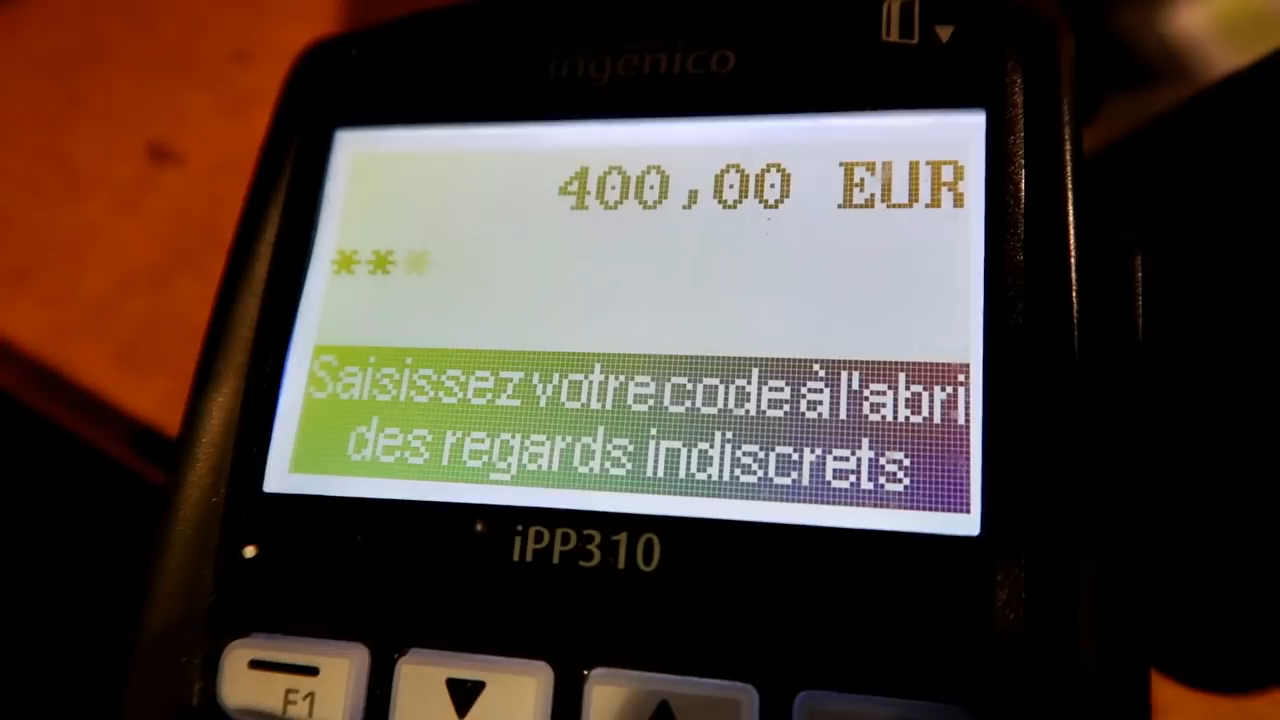 ingenico
400,00 EUR
***
Saisissez votre code à l'abri
des regards indiscrets
iPP310
F1